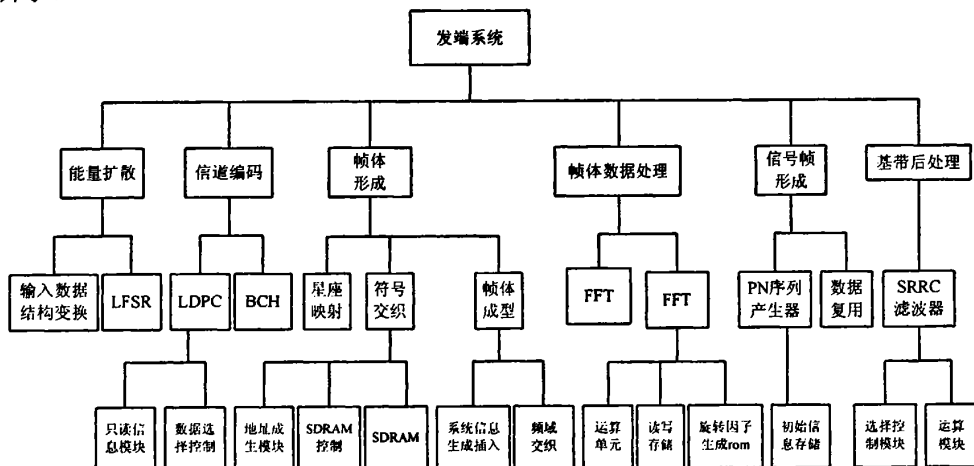 发端系统
能量扩散
信道编码
帧体
形成
帧体数据处理
信号帧
形成
基带后处理
输入数据
结构变换
LFSR
LDPC
BCH
星座
映射
符号
交织
帧体
成型
FFT
FFT
PN序列
产生器
数据
复用
SRRC
滤波器
只读信
息模块
数据选
择控制
地址成
生模块
SDRAM
控制
SDRAM
系统信息
生成插入
频域
交织
运算
单元
读写
存储
旋转因子
生成rom
初始信
息存储
选择控
制模块
运算
模块